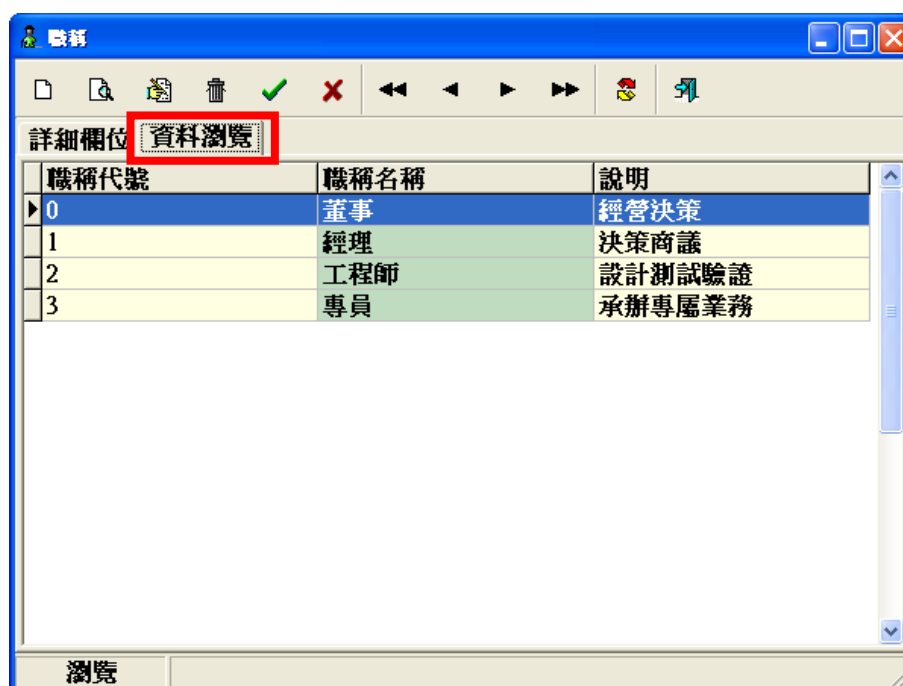 職稱
詳細欄位 資料瀏覽
職稱代號 職稱名稱 說明
0 董事 經營決策
1 經理 決策商議
2 工程師 設計測試驗證
3 專員 承辦專屬業務
瀏覽